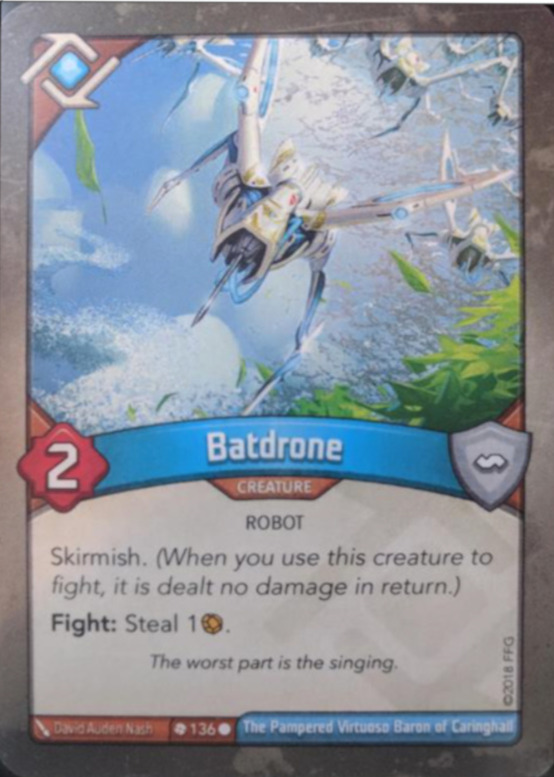 2
Batdrone
CREATURE
ROBOT
Skirmish. (When you use this creature to
fight, it is dealt no damage in return.)
Fight: Steal 1.
The worst part is the singing.
©2018 FFG
David Auden Nash
136
The Pampered Virtuoso Baron of Caringhall